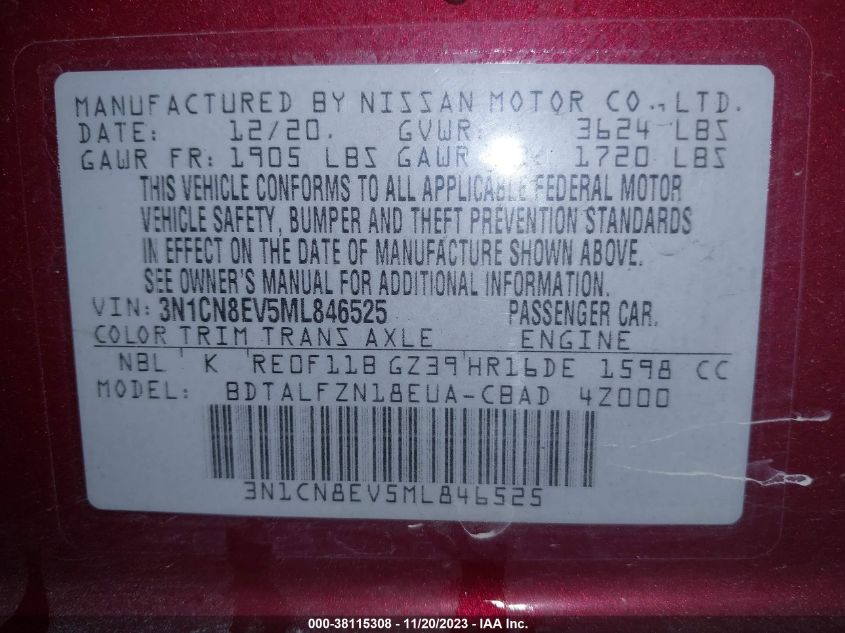 MANUFACTURED BY NISSAN MOTOR CO., LTD.
DATE: 12/20. GVWR: 3624 LBS
GAWR FR: 1905 LBS GAWR 1720 LBS
THIS VEHICLE CONFORMS TO ALL APPLICABLE FEDERAL MOTOR
VEHICLE SAFETY, BUMPER AND THEFT PREVENTION STANDARDS
IN EFFECT ON THE DATE OF MANUFACTURE SHOWN ABOVE.
SEE OWNER'S MANUAL FOR ADDITIONAL INFORMATION.
VIN: 3N1CN8EV5ML846525 PASSENGER CAR.
COLOR TRIM TRANS AXLE ENGINE
NBL K RE0F11B GZ39 HR16DE 1598 CC
MODEL: BDTALFZN18EUA-CBAD 4Z000
3N1CN8EV5ML846525
000-38115308 - 11/20/2023 - IAA Inc.